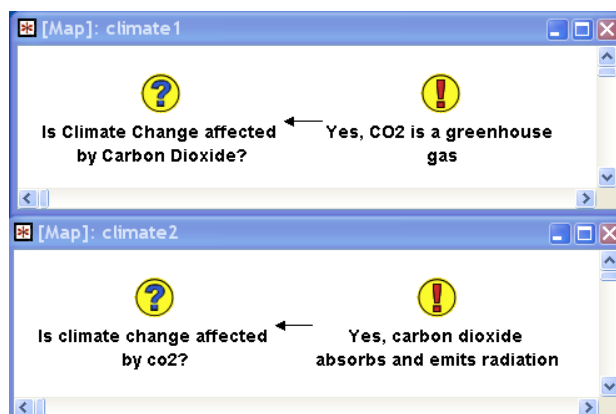 [Map]: climate1
?
!
Is Climate Change affected
by Carbon Dioxide?
Yes, CO2 is a greenhouse
gas
[Map]: climate2
?
!
Is climate change affected
by co2?
Yes, carbon dioxide
absorbs and emits radiation